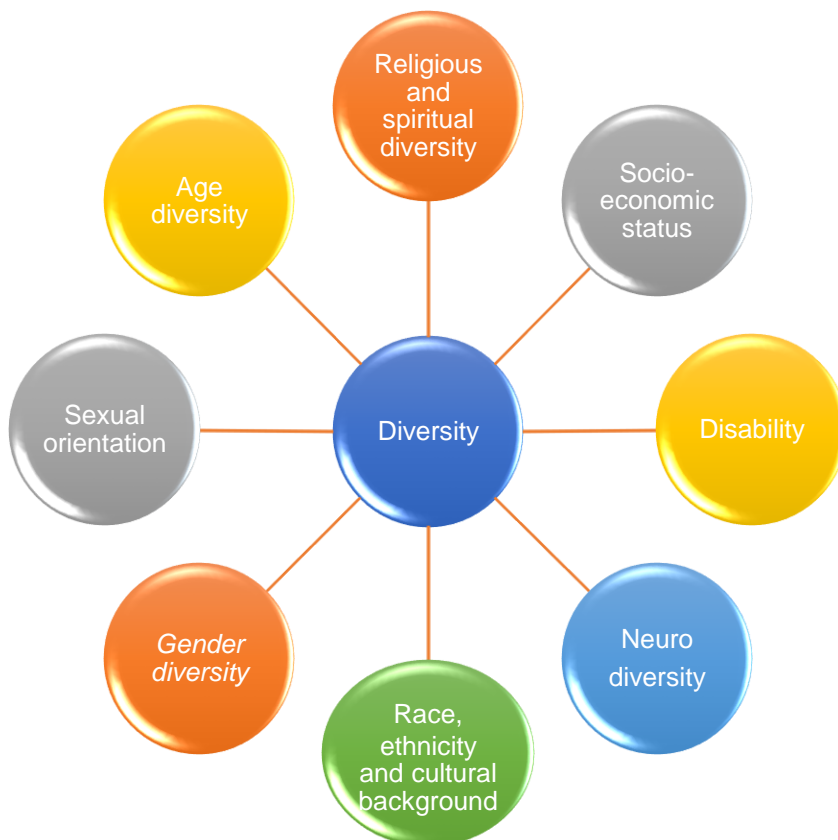 Religious
and
spiritual
diversity
Socio-
economic
status
Age
diversity
Diversity
Sexual
orientation
Disability
Gender
diversity
Neuro
diversity
Race,
ethnicity
and cultural
background